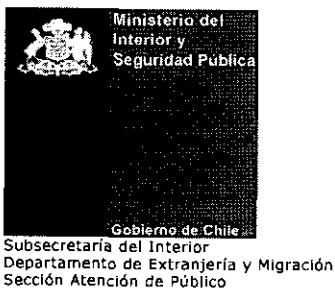 Ministerio del
Interior y
Seguridad Pública
Gobierno de Chile
Subsecretaría del Interior
Departamento de Extranjería y Migración
Sección Atención de Público